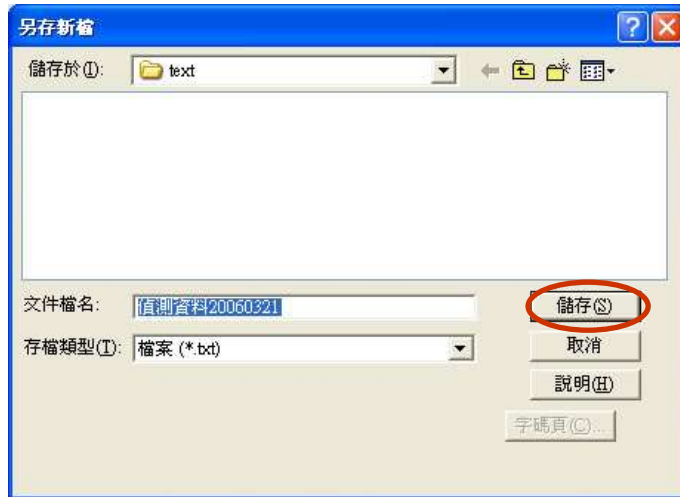 另存新檔
儲存於(I): text
文件檔名: 偵測資料20060321 儲存(S)
存檔類型(T): 檔案 (*.txt) 取消
說明(H)
字碼頁(C)...